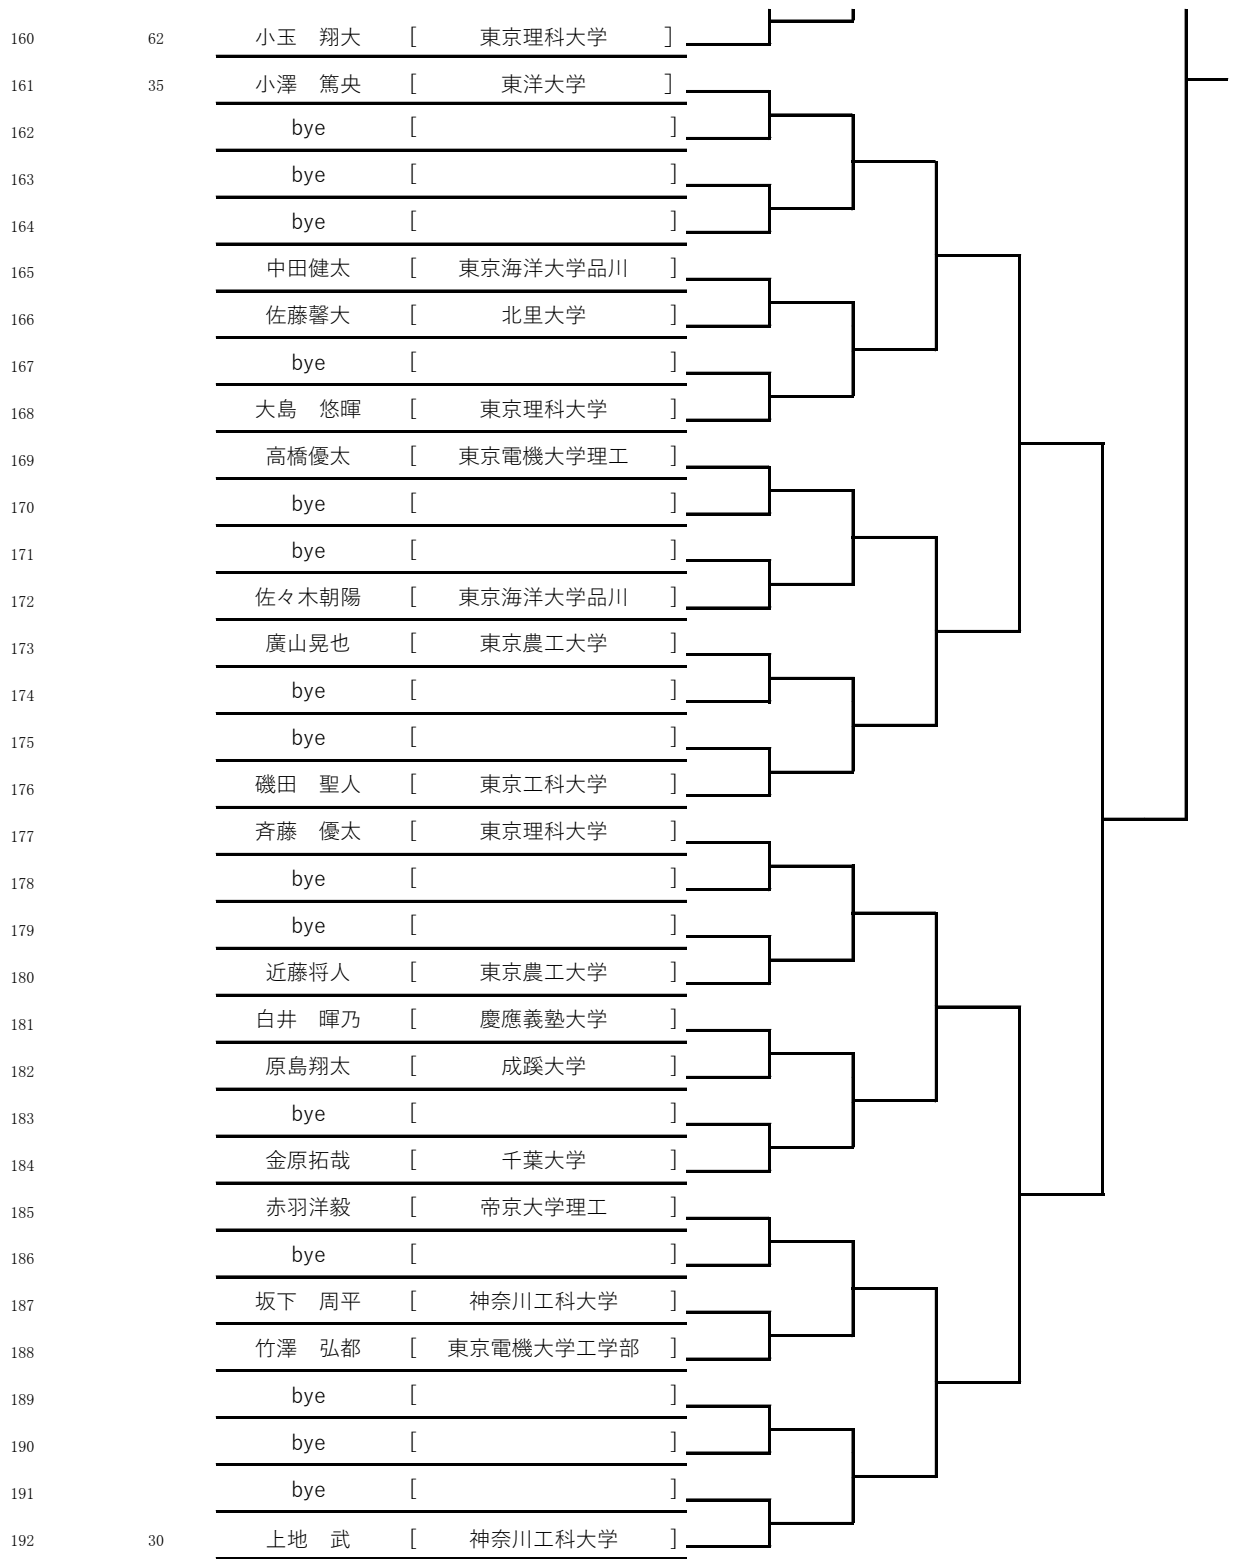 160 62 小玉　翔大 [ 東京理科大学 ]
161 35 小澤　篤央 [ 東洋大学 ]
162 bye [ ]
163 bye [ ]
164 bye [ ]
165 中田健太 [ 東京海洋大学品川 ]
166 佐藤馨大 [ 北里大学 ]
167 bye [ ]
168 大島　悠暉 [ 東京理科大学 ]
169 高橋優太 [ 東京電機大学理工 ]
170 bye [ ]
171 bye [ ]
172 佐々木朝陽 [ 東京海洋大学品川 ]
173 廣山晃也 [ 東京農工大学 ]
174 bye [ ]
175 bye [ ]
176 磯田　聖人 [ 東京工科大学 ]
177 斉藤　優太 [ 東京理科大学 ]
178 bye [ ]
179 bye [ ]
180 近藤将人 [ 東京農工大学 ]
181 白井　暉乃 [ 慶應義塾大学 ]
182 原島翔太 [ 成蹊大学 ]
183 bye [ ]
184 金原拓哉 [ 千葉大学 ]
185 赤羽洋毅 [ 帝京大学理工 ]
186 bye [ ]
187 坂下　周平 [ 神奈川工科大学 ]
188 竹澤　弘都 [ 東京電機大学工学部 ]
189 bye [ ]
190 bye [ ]
191 bye [ ]
192 30 上地　武 [ 神奈川工科大学 ]